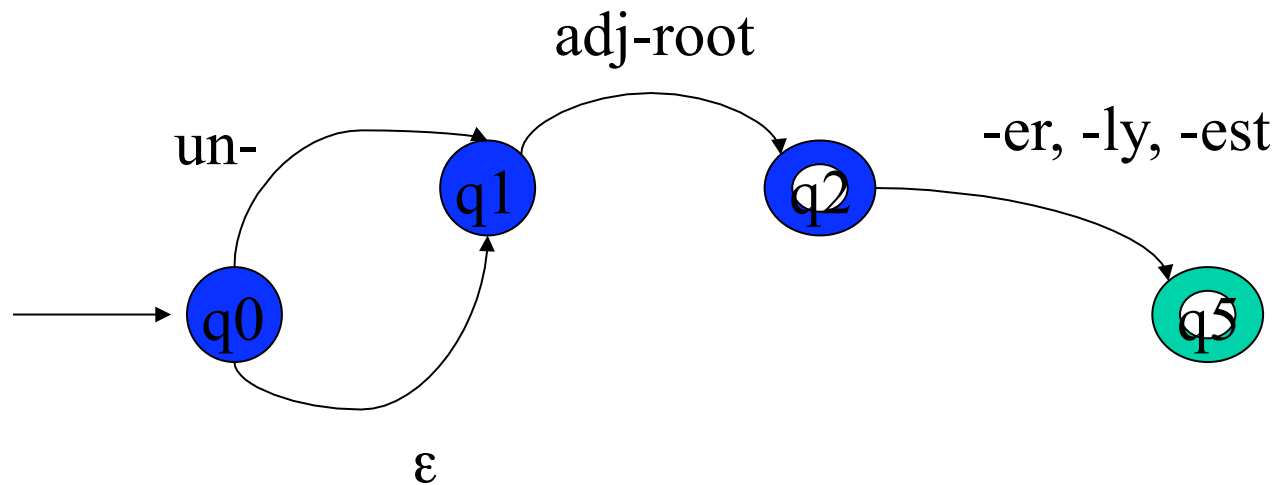 adj-root
un-
-er, -ly, -est
q1
q2
q0
q5
ε